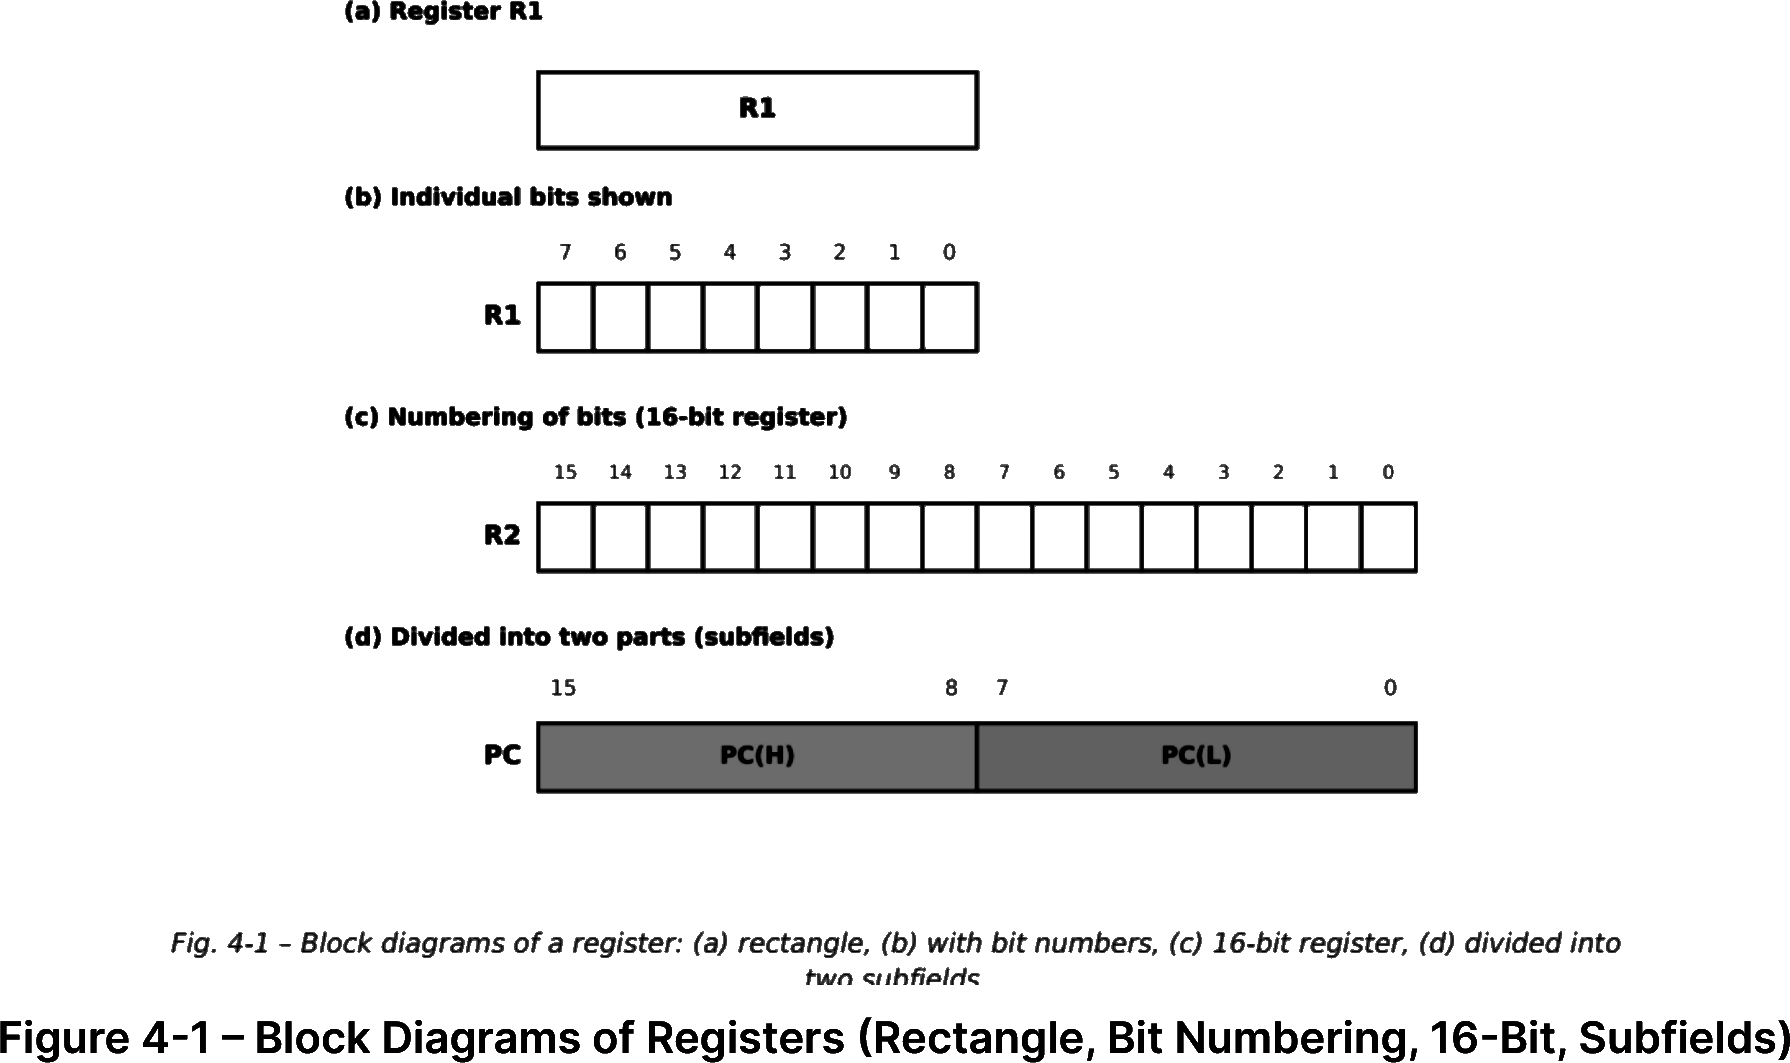 (a) Register R1
R1
(b) Individual bits shown
7 6 5 4 3 2 1 0
R1
(c) Numbering of bits (16-bit register)
15 14 13 12 11 10 9 8 7 6 5 4 3 2 1 0
R2
(d) Divided into two parts (subfields)
15 8 7 0
PC PC(H) PC(L)
Fig. 4-1 – Block diagrams of a register: (a) rectangle, (b) with bit numbers, (c) 16-bit register, (d) divided into
two subfields
Figure 4-1 – Block Diagrams of Registers (Rectangle, Bit Numbering, 16-Bit, Subfields)